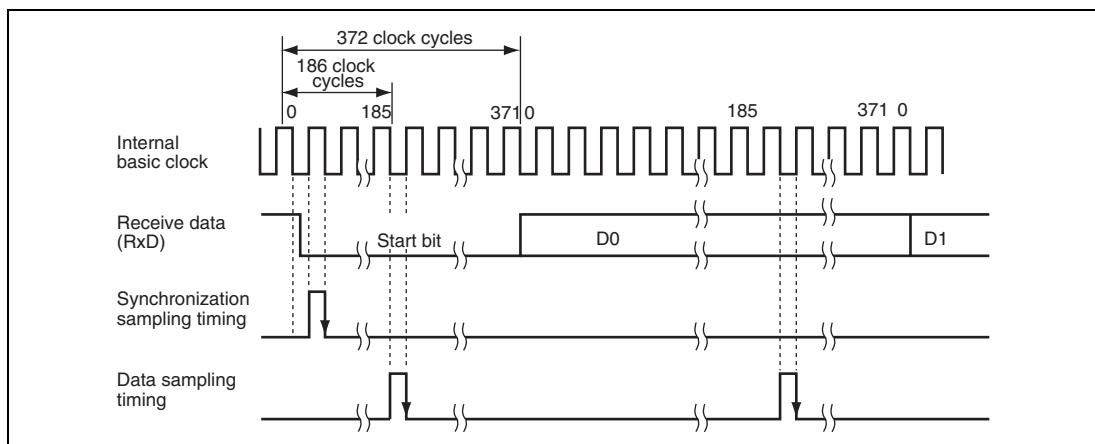 372 clock cycles
186 clock
cycles
0 185 371 0 185 371 0
Internal
basic clock
Receive data
(RxD)
Start bit D0 D1
Synchronization
sampling timing
Data sampling
timing